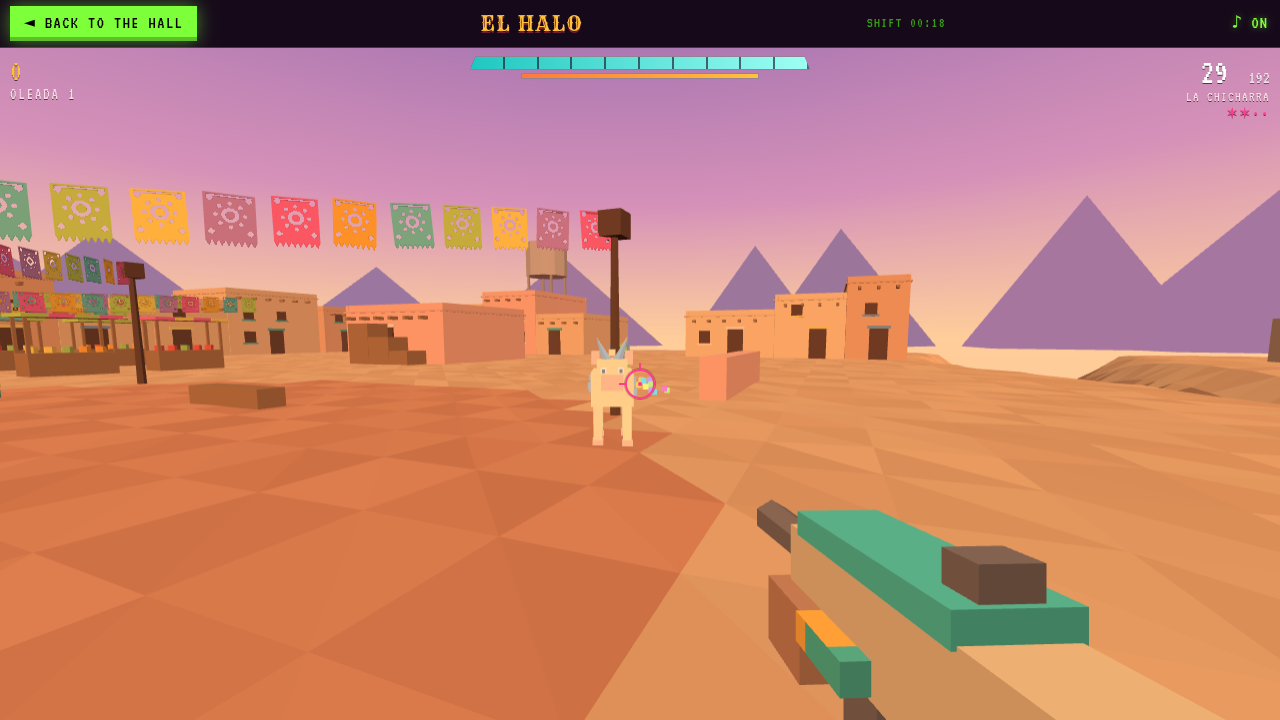 ◄ BACK TO THE HALL
EL HALO
SHIFT 00:18
♪ ON
0
OLEADA 1
29 192
LA CHICHARRA